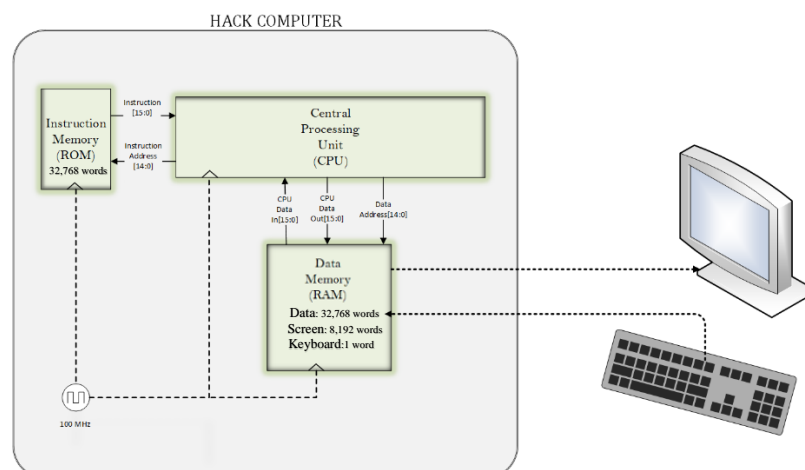 HACK COMPUTER
Instruction
[15:0]
Instruction
Memory
(ROM)
32,768 words
Instruction
Address
[14:0]
Central
Processing
Unit
(CPU)
CPU
Data
In[15:0]
CPU
Data
Out[15:0]
Data
Address[14:0]
Data
Memory
(RAM)
Data: 32,768 words
Screen: 8,192 words
Keyboard:1 word
100 MHz